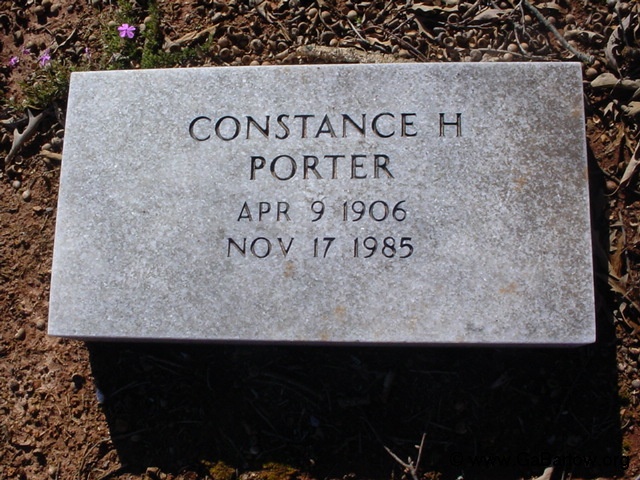 CONSTANCE H
PORTER
APR 9 1906
NOV 17 1985